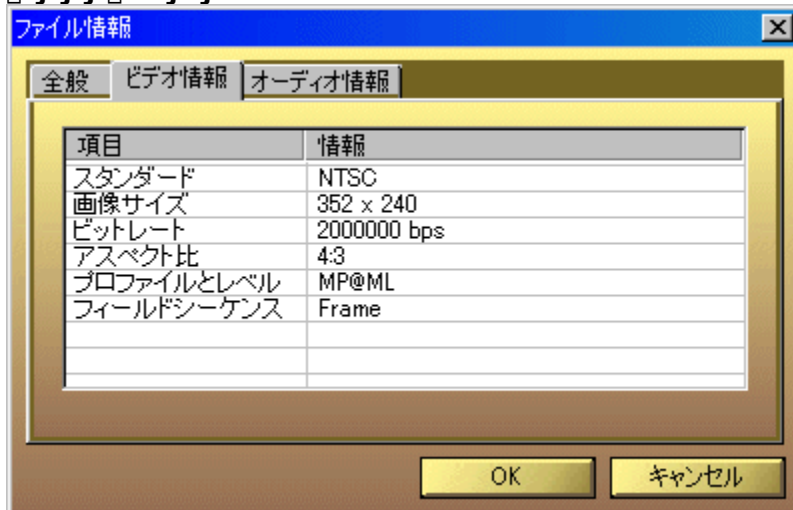 ファイル情報
全般 ビデオ情報 オーディオ情報
項目 情報
スタンダード NTSC
画像サイズ 352 x 240
ビットレート 2000000 bps
アスペクト比 4:3
プロファイルとレベル MP@ML
フィールドシーケンス Frame
OK キャンセル